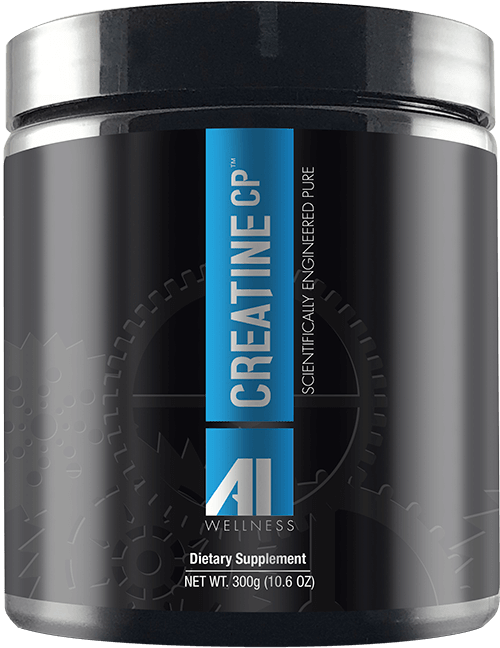 CREATINE CP™
SCIENTIFICALLY ENGINEERED PURE
AI
WELLNESS
Dietary Supplement
NET WT. 300g (10.6 OZ)